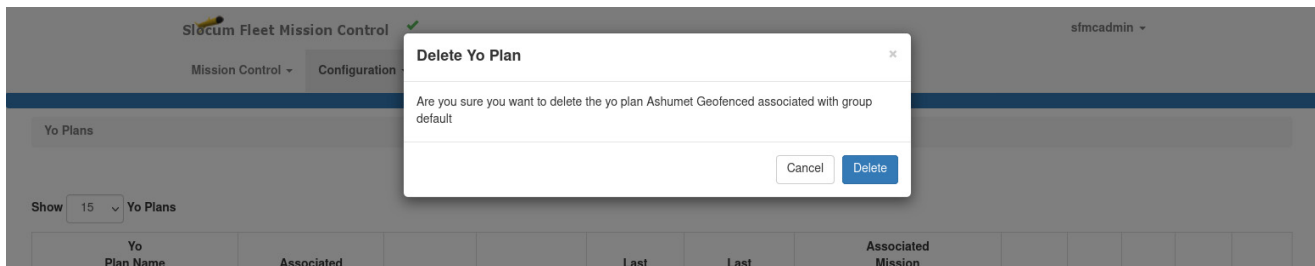 Slocum Fleet Mission Control
sfmcadmin
Mission Control
Configuration
Delete Yo Plan
×
Are you sure you want to delete the yo plan Ashumet Geofenced associated with group
default
Cancel
Delete
Yo Plans
Show 15 Yo Plans
Yo
Plan Name
Associated
Last
Last
Associated
Mission